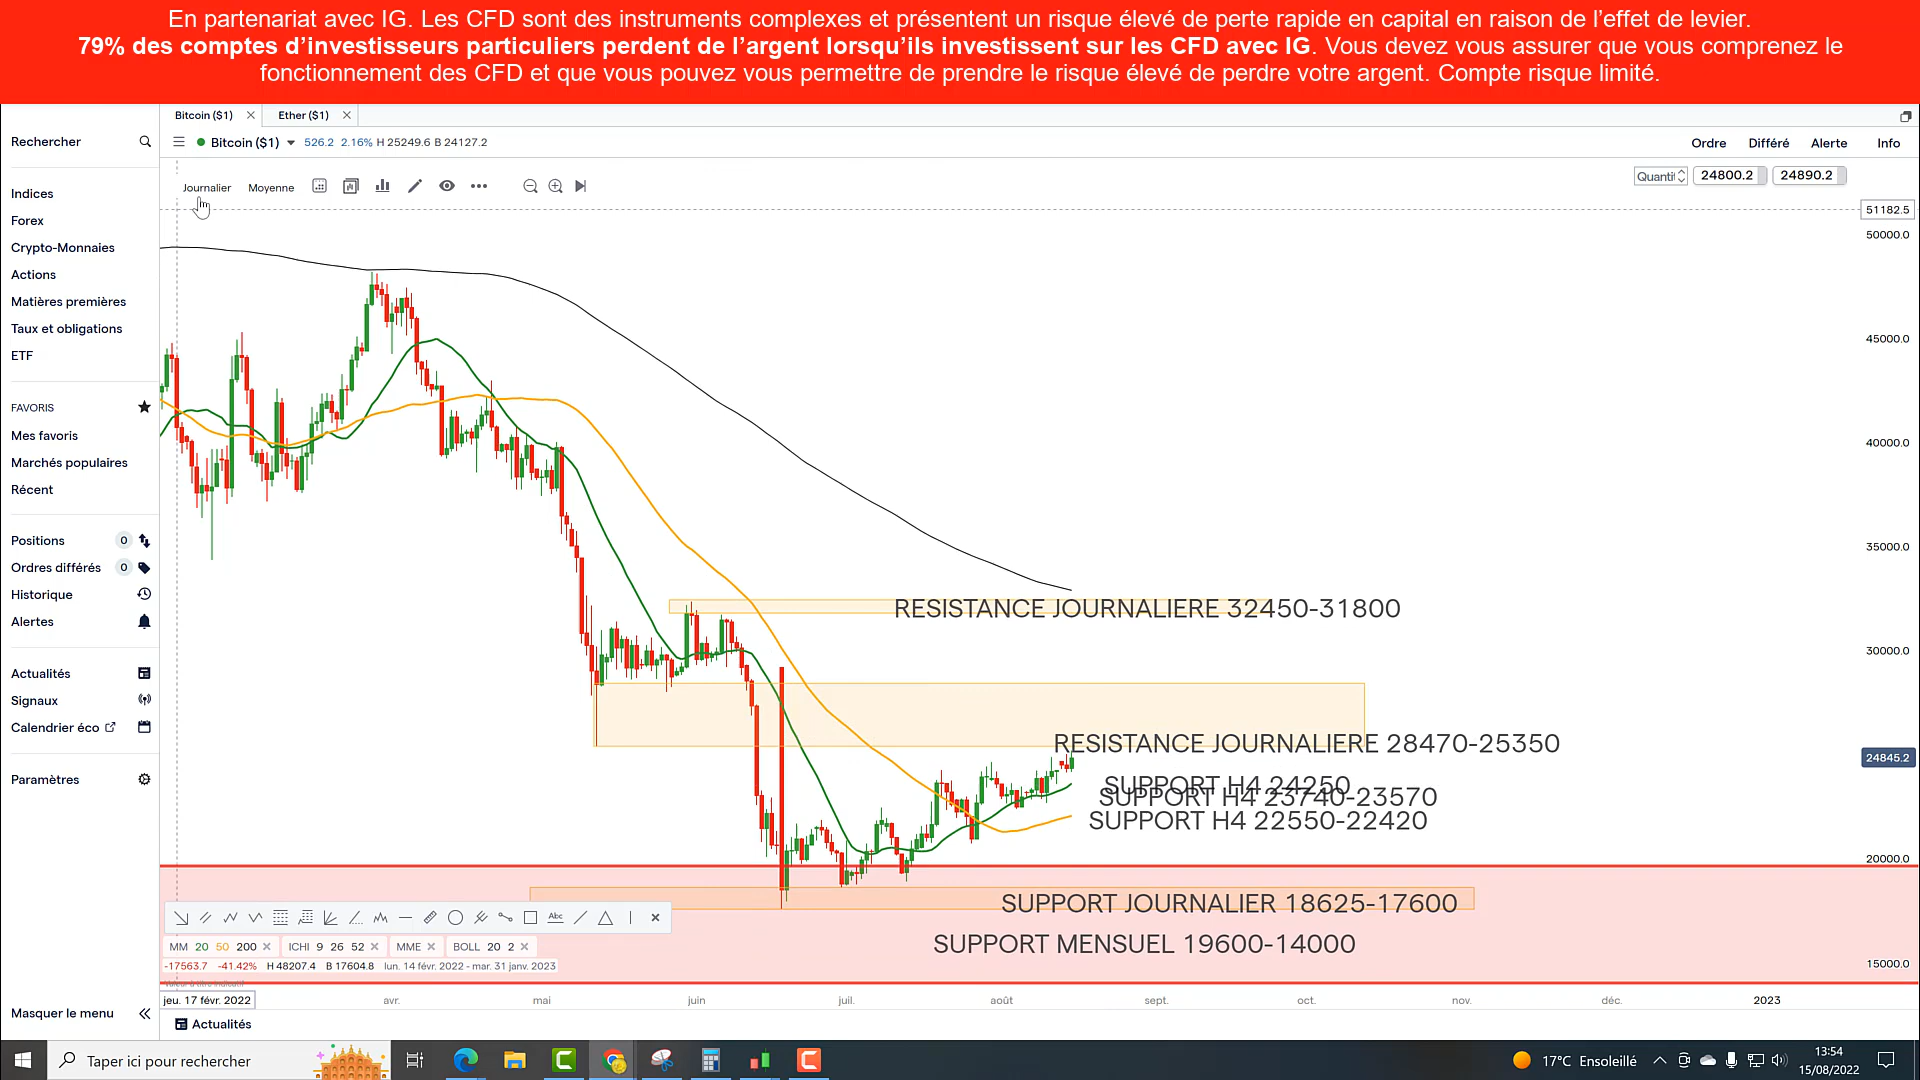 En partenariat avec IG. Les CFD sont des instruments complexes et présentent un risque élevé de perte rapide en capital en raison de l’effet de levier.
79% des comptes d’investisseurs particuliers perdent de l’argent lorsqu’ils investissent sur les CFD avec IG. Vous devez vous assurer que vous comprenez le
fonctionnement des CFD et que vous pouvez vous permettre de prendre le risque élevé de perdre votre argent. Compte risque limité.
Bitcoin ($1) Ether ($1)
Rechercher
Bitcoin ($1) 526.2 2.16% H 25249.6 B 24127.2
Ordre Différé Alerte Info
Journalier Moyenne
Quanti 24800.2 24890.2
Indices
Forex
Crypto-Monnaies
Actions
Matières premières
Taux et obligations
ETF
FAVORIS
Mes favoris
Marchés populaires
Récent
Positions 0
Ordres différés 0
Historique
Alertes
Actualités
Signaux
Calendrier éco
Paramètres
Masquer le menu
51182.5
50000.0
45000.0
40000.0
35000.0
30000.0
24845.2
20000.0
15000.0
RESISTANCE JOURNALIERE 32450-31800
RESISTANCE JOURNALIERE 28470-25350
SUPPORT H4 24250
SUPPORT H4 23740-23570
SUPPORT H4 22550-22420
SUPPORT JOURNALIER 18625-17600
SUPPORT MENSUEL 19600-14000
Abc
MM 20 50 200 ICHI 9 26 52 MME BOLL 20 2
-17563.7 -41.42% H 48207.4 B 17604.8 lun. 14 févr. 2022 - mar. 31 janv. 2023
jeu. 17 févr. 2022 avr. mai juin juil. août sept. oct. nov. déc. 2023
Actualités
Taper ici pour rechercher
17°C Ensoleillé
13:54
15/08/2022